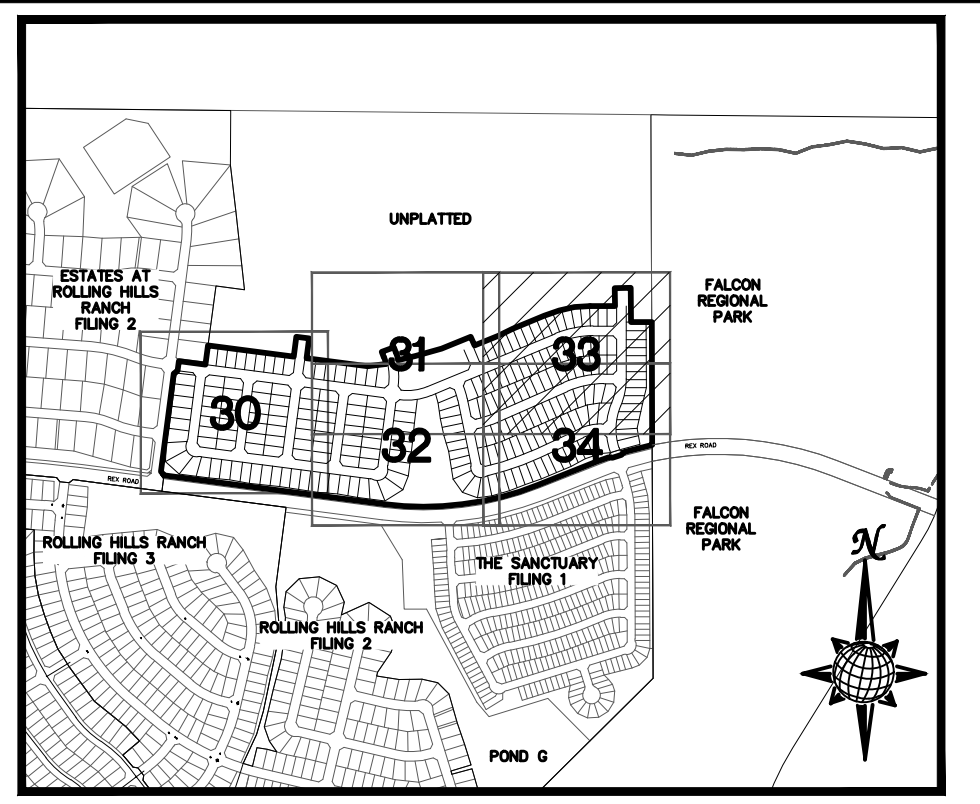 UNPLATTED
ESTATES AT
ROLLING HILLS
RANCH
FILING 2
FALCON
REGIONAL
PARK
31
33
30
32
34
REX ROAD
REX ROAD
FALCON
REGIONAL
PARK
N
ROLLING HILLS RANCH
FILING 3
THE SANCTUARY
FILING 1
ROLLING HILLS RANCH
FILING 2
POND G